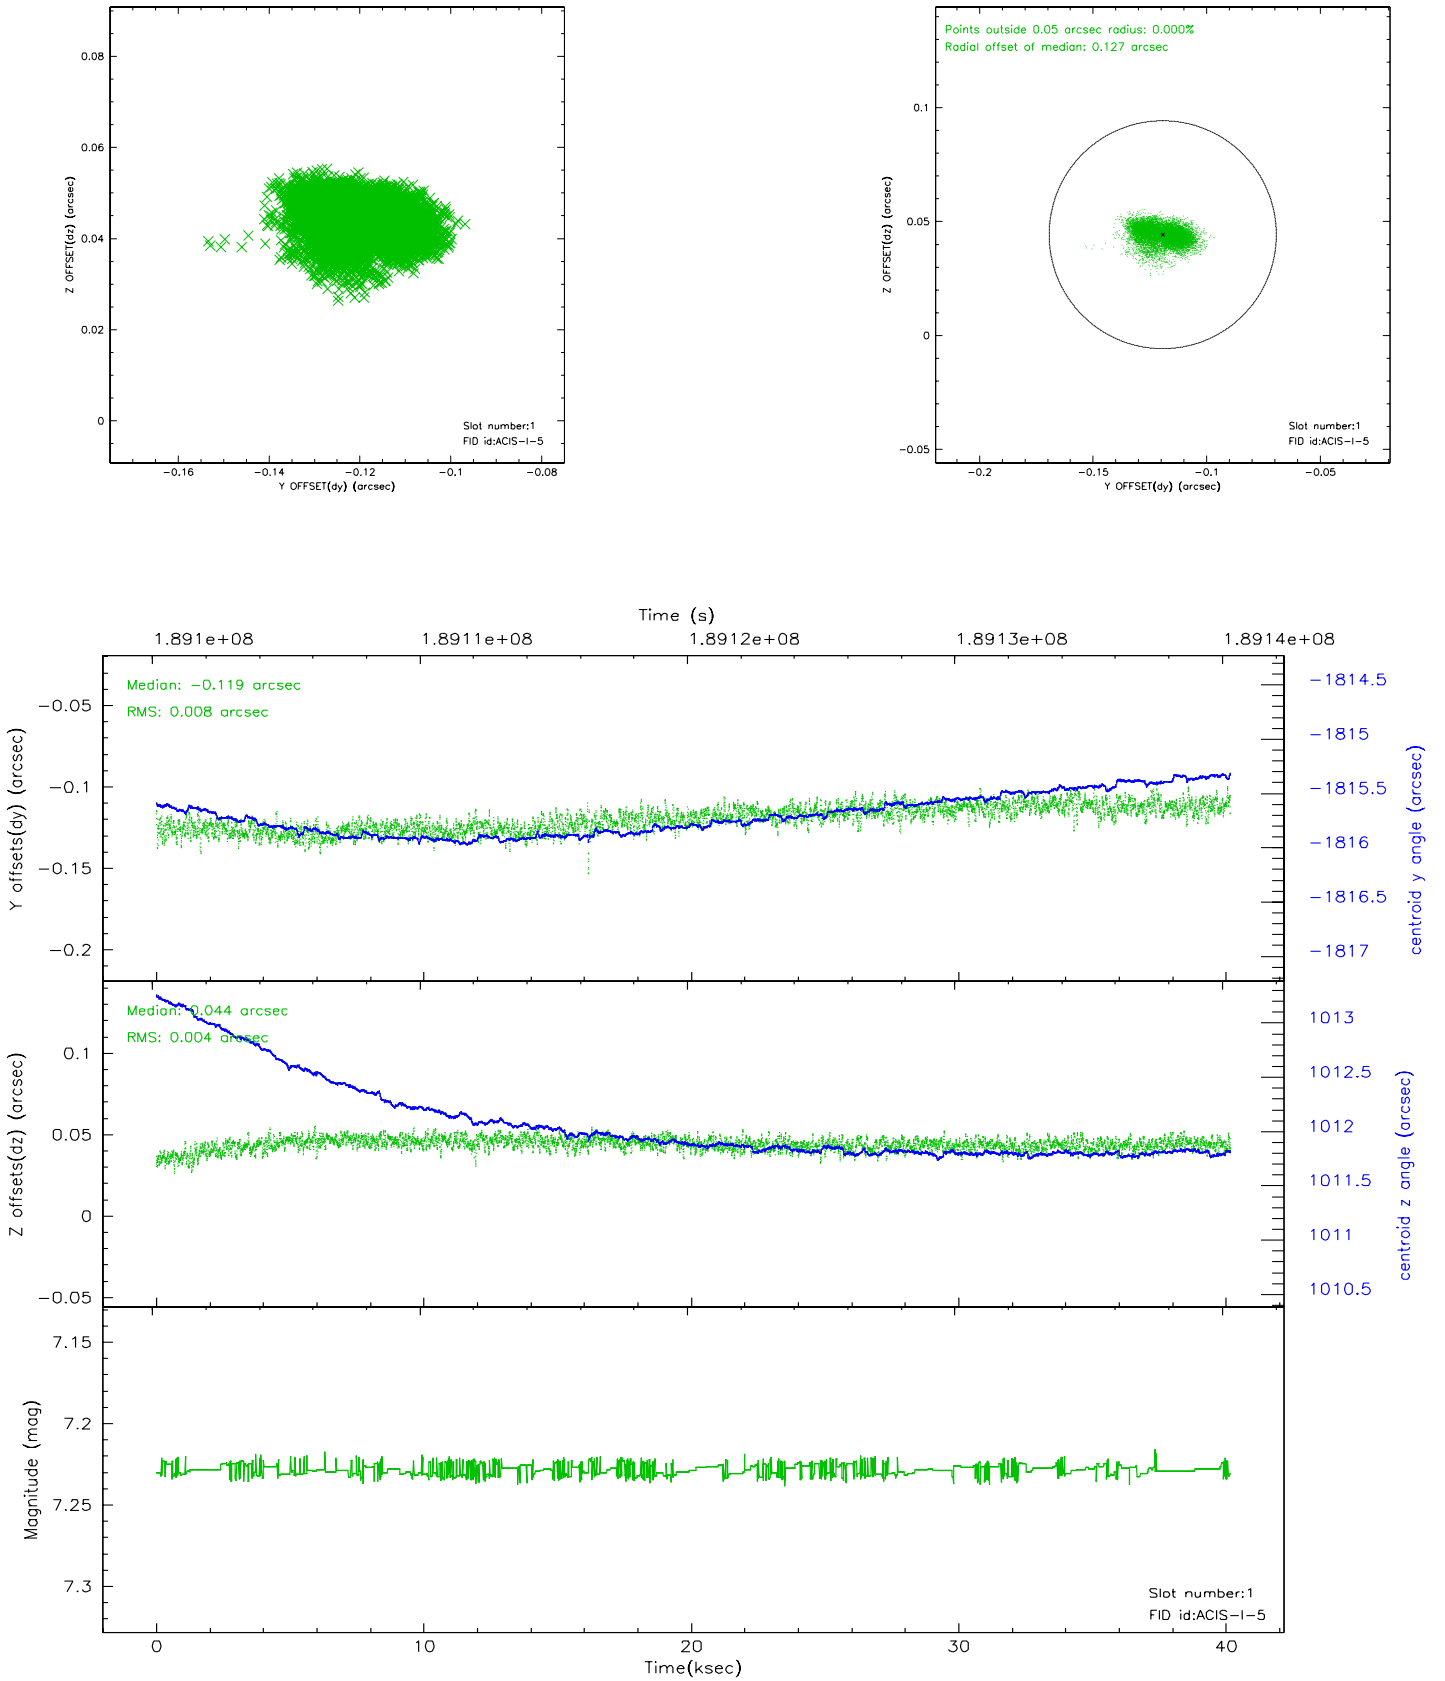 0.08
0.06
0.04
0.02
0
Z OFFSET(dz) (arcsec)
Slot number:1
FID id:ACIS-I-5
-0.16 -0.14 -0.12 -0.1 -0.08
Y OFFSET(dy) (arcsec)
Points outside 0.05 arcsec radius: 0.000%
Radial offset of median: 0.127 arcsec
0.1
0.05
0
-0.05
Z OFFSET(dz) (arcsec)
Slot number:1
FID id:ACIS-I-5
-0.2 -0.15 -0.1 -0.05
Y OFFSET(dy) (arcsec)
Time (s)
1.891e+08 1.8911e+08 1.8912e+08 1.8913e+08 1.8914e+08
Median: -0.119 arcsec
RMS: 0.008 arcsec
-0.05
-0.1
-0.15
-0.2
Y offsets(dy) (arcsec)
-1814.5
-1815
-1815.5
-1816
-1816.5
-1817
centroid y angle (arcsec)
Median: 0.044 arcsec
RMS: 0.004 arcsec
0.1
0.05
0
-0.05
Z offsets(dz) (arcsec)
1013
1012.5
1012
1011.5
1011
1010.5
centroid z angle (arcsec)
7.15
7.2
7.25
7.3
Magnitude (mag)
Slot number:1
FID id:ACIS-I-5
0 10 20 30 40
Time(ksec)